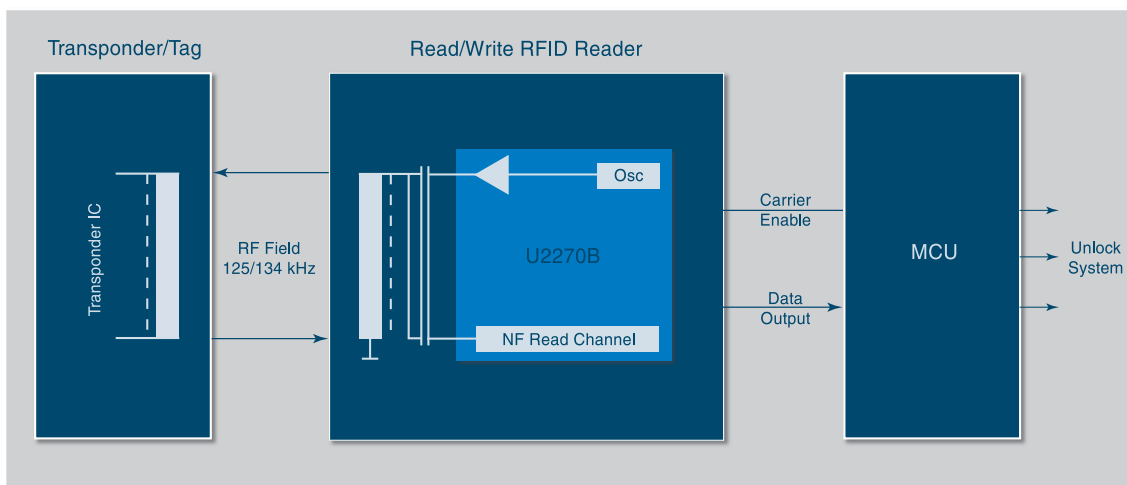 Transponder/Tag
Read/Write RFID Reader
Transponder IC
RF Field
125/134 kHz
Osc
U2270B
NF Read Channel
Carrier
Enable
Data
Output
MCU
Unlock
System